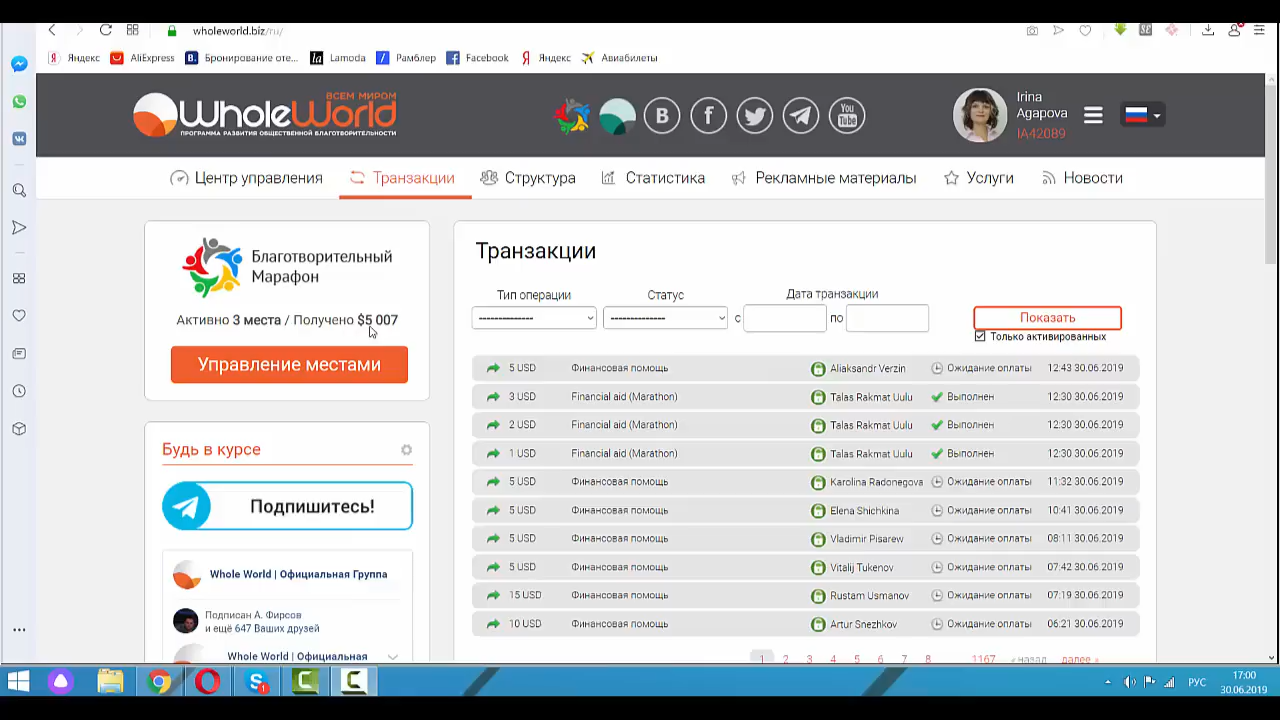 wholeworld.biz/ru/
Яндекс AliExpress Бронирование оте... Lamoda Рамблер Facebook Яндекс Авиабилеты
ВСЕМ МИРОМ
WHOLEWORLD
ПРОГРАММА РАЗВИТИЯ ОБЩЕСТВЕННОЙ БЛАГОТВОРИТЕЛЬНОСТИ
You Tube
Irina
Agapova
IA42089
Центр управления Транзакции Структура Статистика Рекламные материалы Услуги Новости
Благотворительный
Марафон
Активно 3 места / Получено $5 007
Управление местами
Будь в курсе
Подпишитесь!
Whole World | Официальная Группа
Подписан А. Фирсов
и ещё 647 Ваших друзей
Whole World | Официальная
Транзакции
Тип операции Статус Дата транзакции
-------------- -------------- с по Показать
Только активированных
5 USD Финансовая помощь Aliaksandr Verzin Ожидание оплаты 12:43 30.06.2019
3 USD Financial aid (Marathon) Talas Rakmat Uulu Выполнен 12:30 30.06.2019
2 USD Financial aid (Marathon) Talas Rakmat Uulu Выполнен 12:30 30.06.2019
1 USD Financial aid (Marathon) Talas Rakmat Uulu Выполнен 12:30 30.06.2019
5 USD Финансовая помощь Karolina Radonegova Ожидание оплаты 11:32 30.06.2019
5 USD Финансовая помощь Elena Shichkina Ожидание оплаты 10:41 30.06.2019
5 USD Финансовая помощь Vladimir Pisarew Ожидание оплаты 08:11 30.06.2019
5 USD Финансовая помощь Vitalij Tukenov Ожидание оплаты 07:42 30.06.2019
15 USD Финансовая помощь Rustam Usmanov Ожидание оплаты 07:19 30.06.2019
10 USD Финансовая помощь Artur Snezhkov Ожидание оплаты 06:21 30.06.2019
1 2 3 4 5 6 7 8 1167 « назад далее »
РУС
17:00
30.06.2019